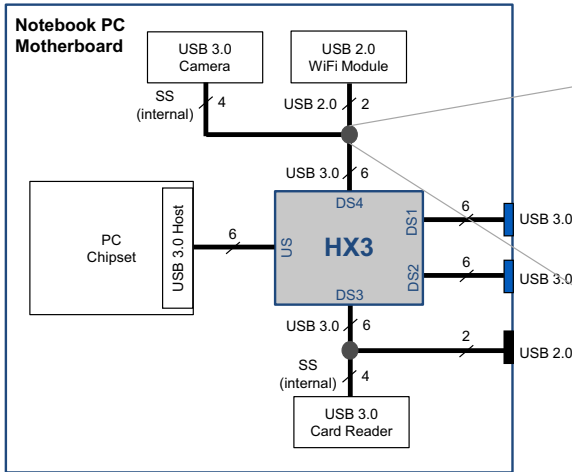 Notebook PC
Motherboard
USB 3.0
Camera
USB 2.0
WiFi Module
SS
(internal)
4
USB 2.0
2
USB 3.0
6
DS4
PC
Chipset
USB 3.0 Host
6
US
HX3
DS1
6
USB 3.0
DS2
6
USB 3.0
DS3
USB 3.0
6
2
USB 2.0
SS
(internal)
4
USB 3.0
Card Reader